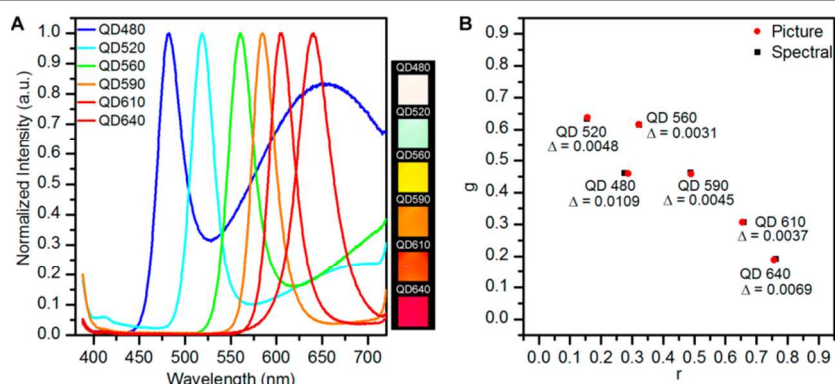 A
QD480
QD520
QD560
QD590
QD610
QD640
Normalized Intensity (a.u.)
1.0
0.9
0.8
0.7
0.6
0.5
0.4
0.3
0.2
0.1
0.0
400 450 500 550 600 650 700
Wavelength (nm)
QD480
QD520
QD560
QD590
QD610
QD640
B
Picture
Spectral
g
0.9
0.8
0.7
0.6
0.5
0.4
0.3
0.2
0.1
0.0
QD 520
Δ = 0.0048
QD 560
Δ = 0.0031
QD 480
Δ = 0.0109
QD 590
Δ = 0.0045
QD 610
Δ = 0.0037
QD 640
Δ = 0.0069
0.0 0.1 0.2 0.3 0.4 0.5 0.6 0.7 0.8 0.9
r